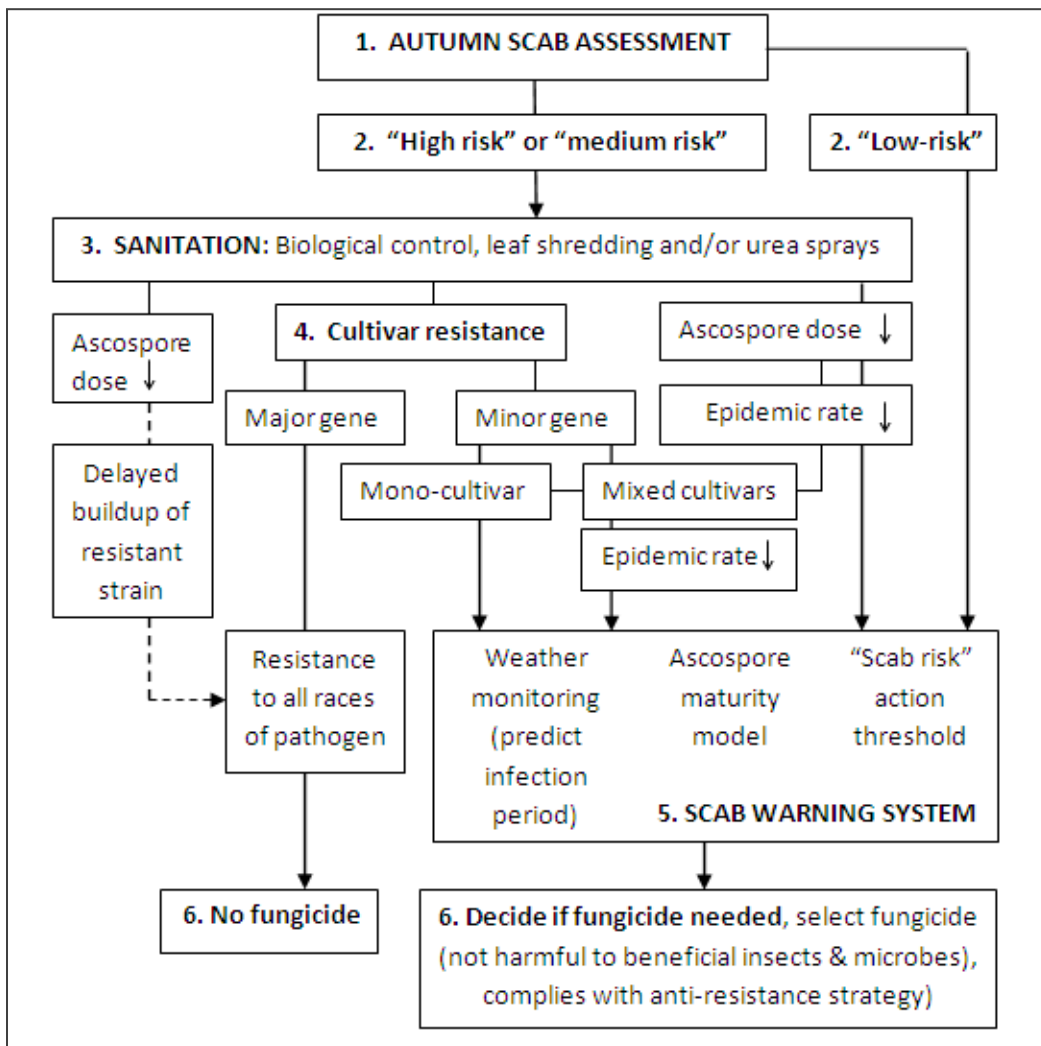 1. AUTUMN SCAB ASSESSMENT
2. “High risk” or “medium risk”
2. “Low-risk”
3. SANITATION: Biological control, leaf shredding and/or urea sprays
Ascospore
dose ↓
4. Cultivar resistance
Ascospore dose ↓
Major gene
Minor gene
Epidemic rate ↓
Delayed
buildup of
resistant
strain
Mono-cultivar
Mixed cultivars
Epidemic rate ↓
Resistance
to all races
of pathogen
Weather
monitoring
(predict
infection
period)
Ascospore
maturity
model
“Scab risk”
action
threshold
5. SCAB WARNING SYSTEM
6. No fungicide
6. Decide if fungicide needed, select fungicide
(not harmful to beneficial insects & microbes),
complies with anti-resistance strategy)